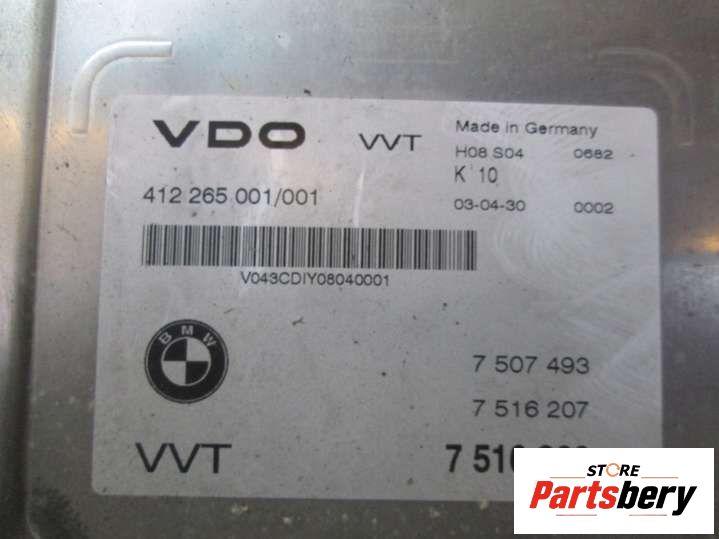 VDO VVT Made in Germany
H08 S04 0682
K 10
412 265 001/001
03-04-30 0002
V043CDIY08040001
BMW
7 507 493
7 516 207
VVT 7
STORE
Partsbery